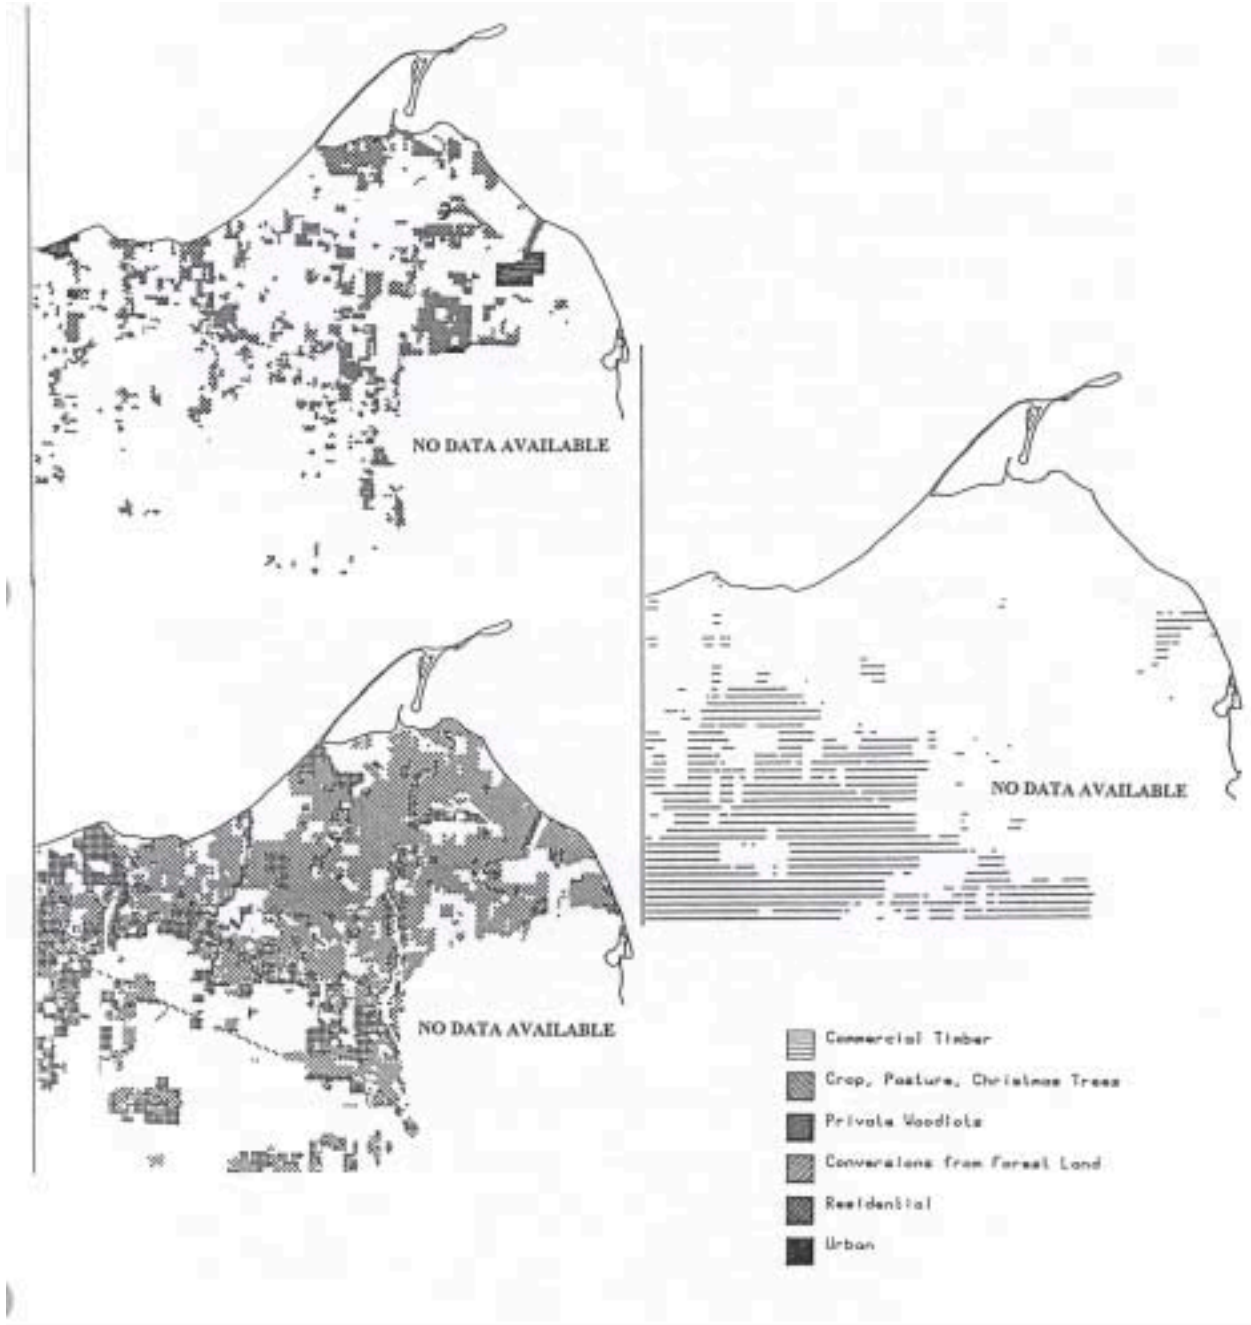 NO DATA AVAILABLE
NO DATA AVAILABLE
NO DATA AVAILABLE
Commercial Timber
Crop, Pasture, Christmas Trees
Private Woodlots
Conversions from Forest Land
Residential
Urban